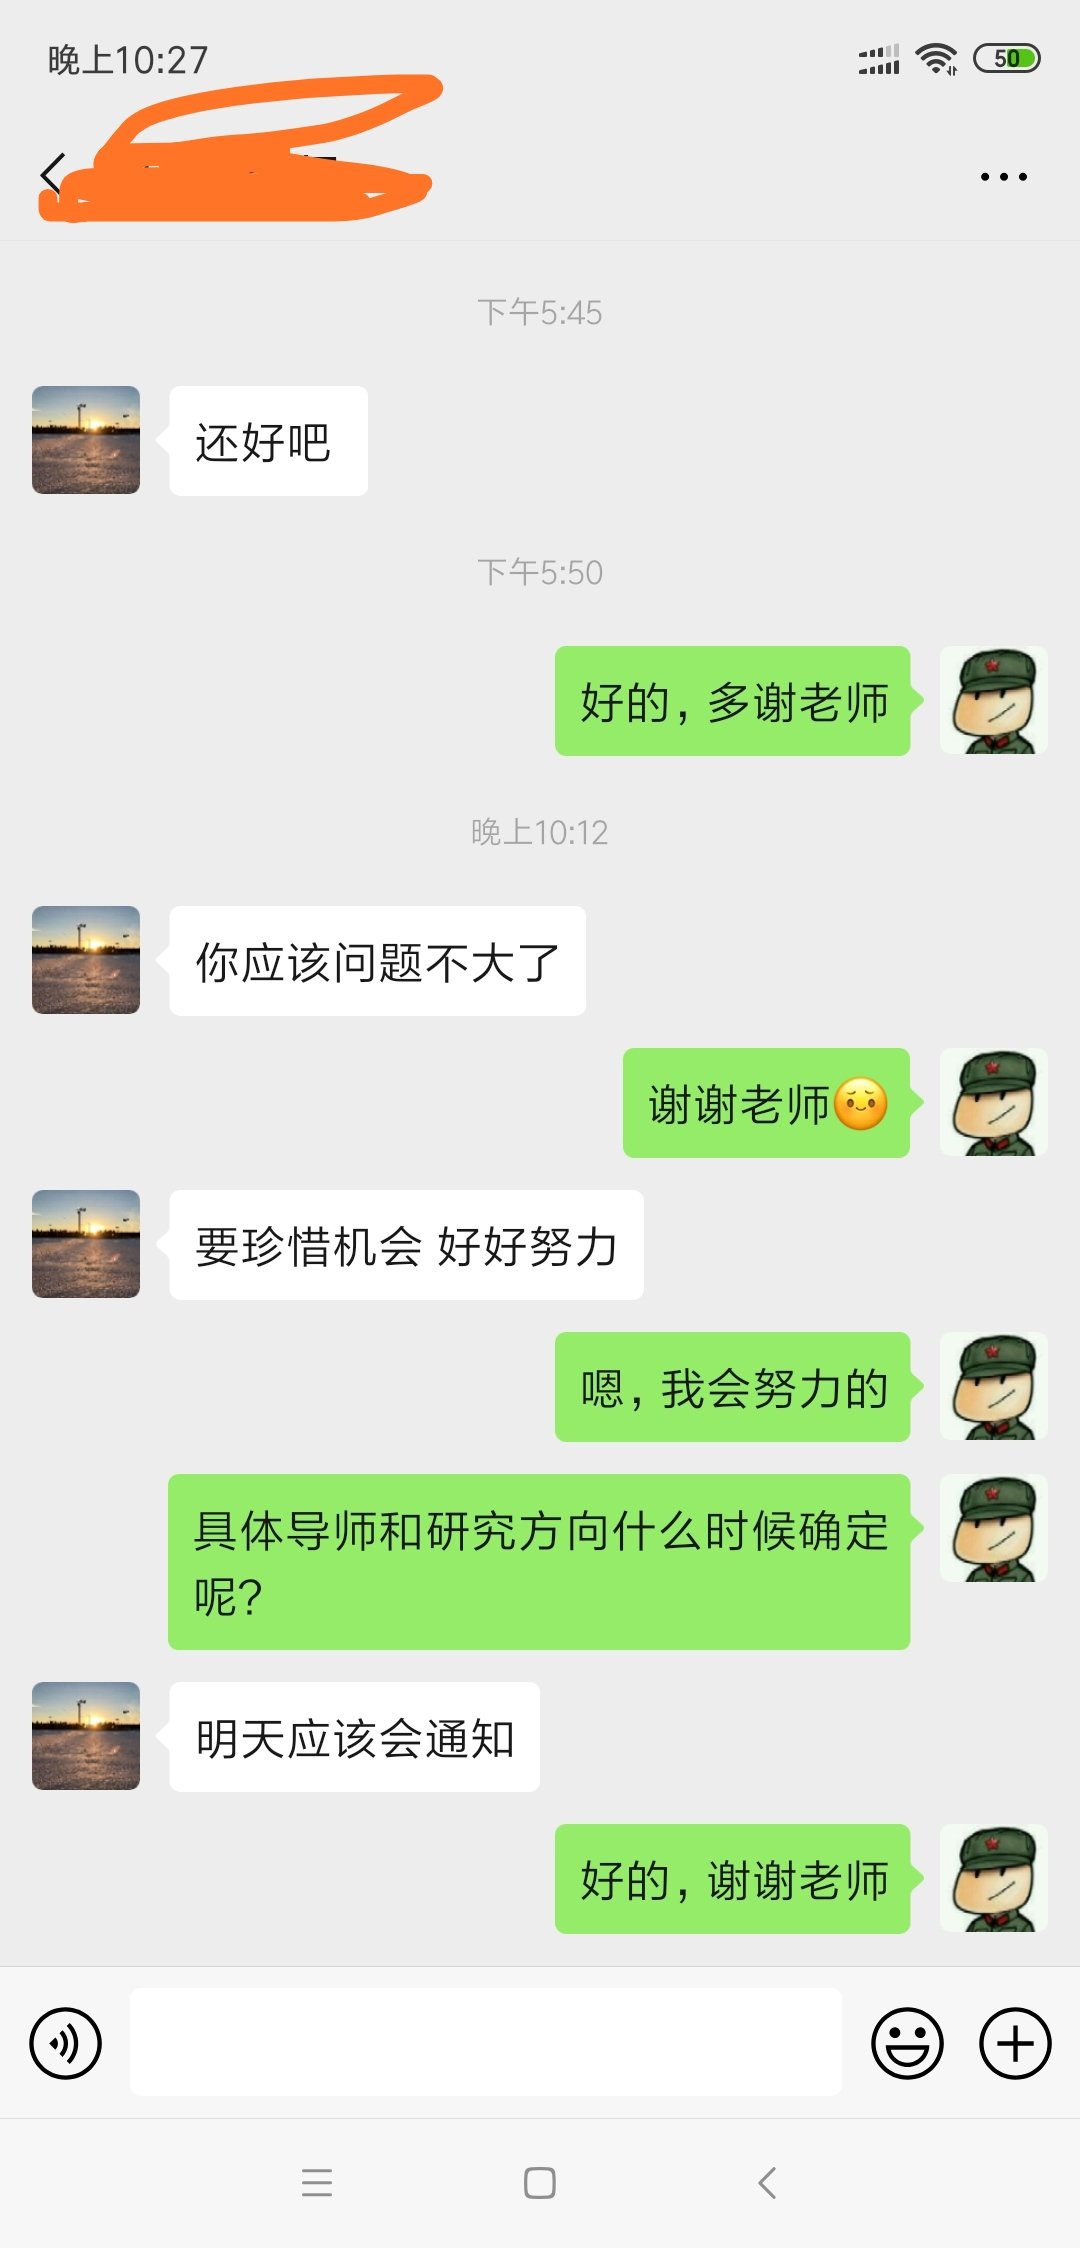 晚上10:27
50
下午5:45
还好吧
下午5:50
好的，多谢老师
晚上10:12
你应该问题不大了
谢谢老师
要珍惜机会 好好努力
嗯，我会努力的
具体导师和研究方向什么时候确定
呢？
明天应该会通知
好的，谢谢老师